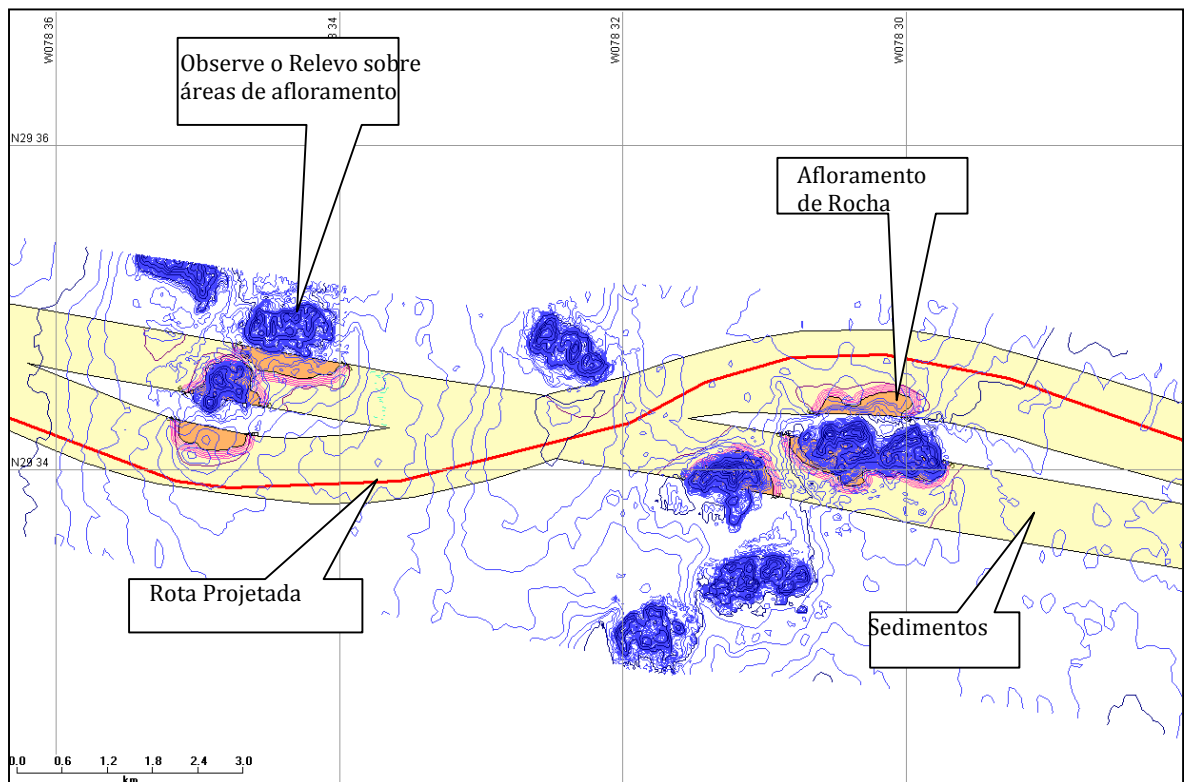 W078 36
8 34
W078 32
W078 30
Observe o Relevo sobre
áreas de afloramento
N29 36
Afloramento
de Rocha
N29 34
Rota Projetada
Sedimentos
0.0 0.6 1.2 1.8 2.4 3.0
km